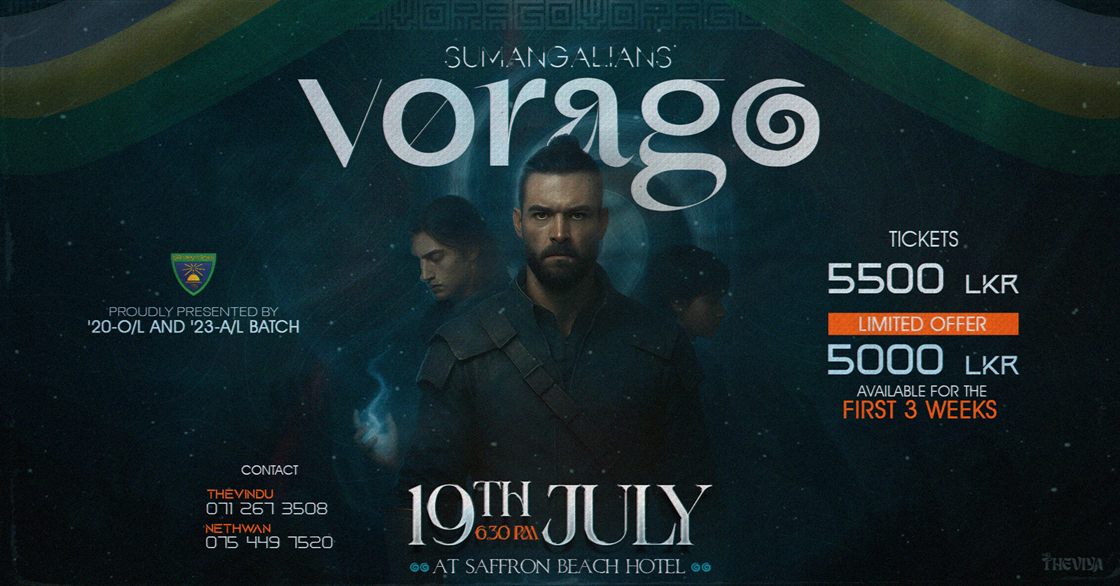 SUMANGALIANS'
vorago
TICKETS
5500 LKR
LIMITED OFFER
5000 LKR
AVAILABLE FOR THE
FIRST 3 WEEKS
PROUDLY PRESENTED BY
'20-O/L AND '23-A/L BATCH
CONTACT
THEVINDU
071 267 3508
NETHWAN
075 449 7520
19TH JULY
6.30 P.M
AT SAFFRON BEACH HOTEL
THEVIYA